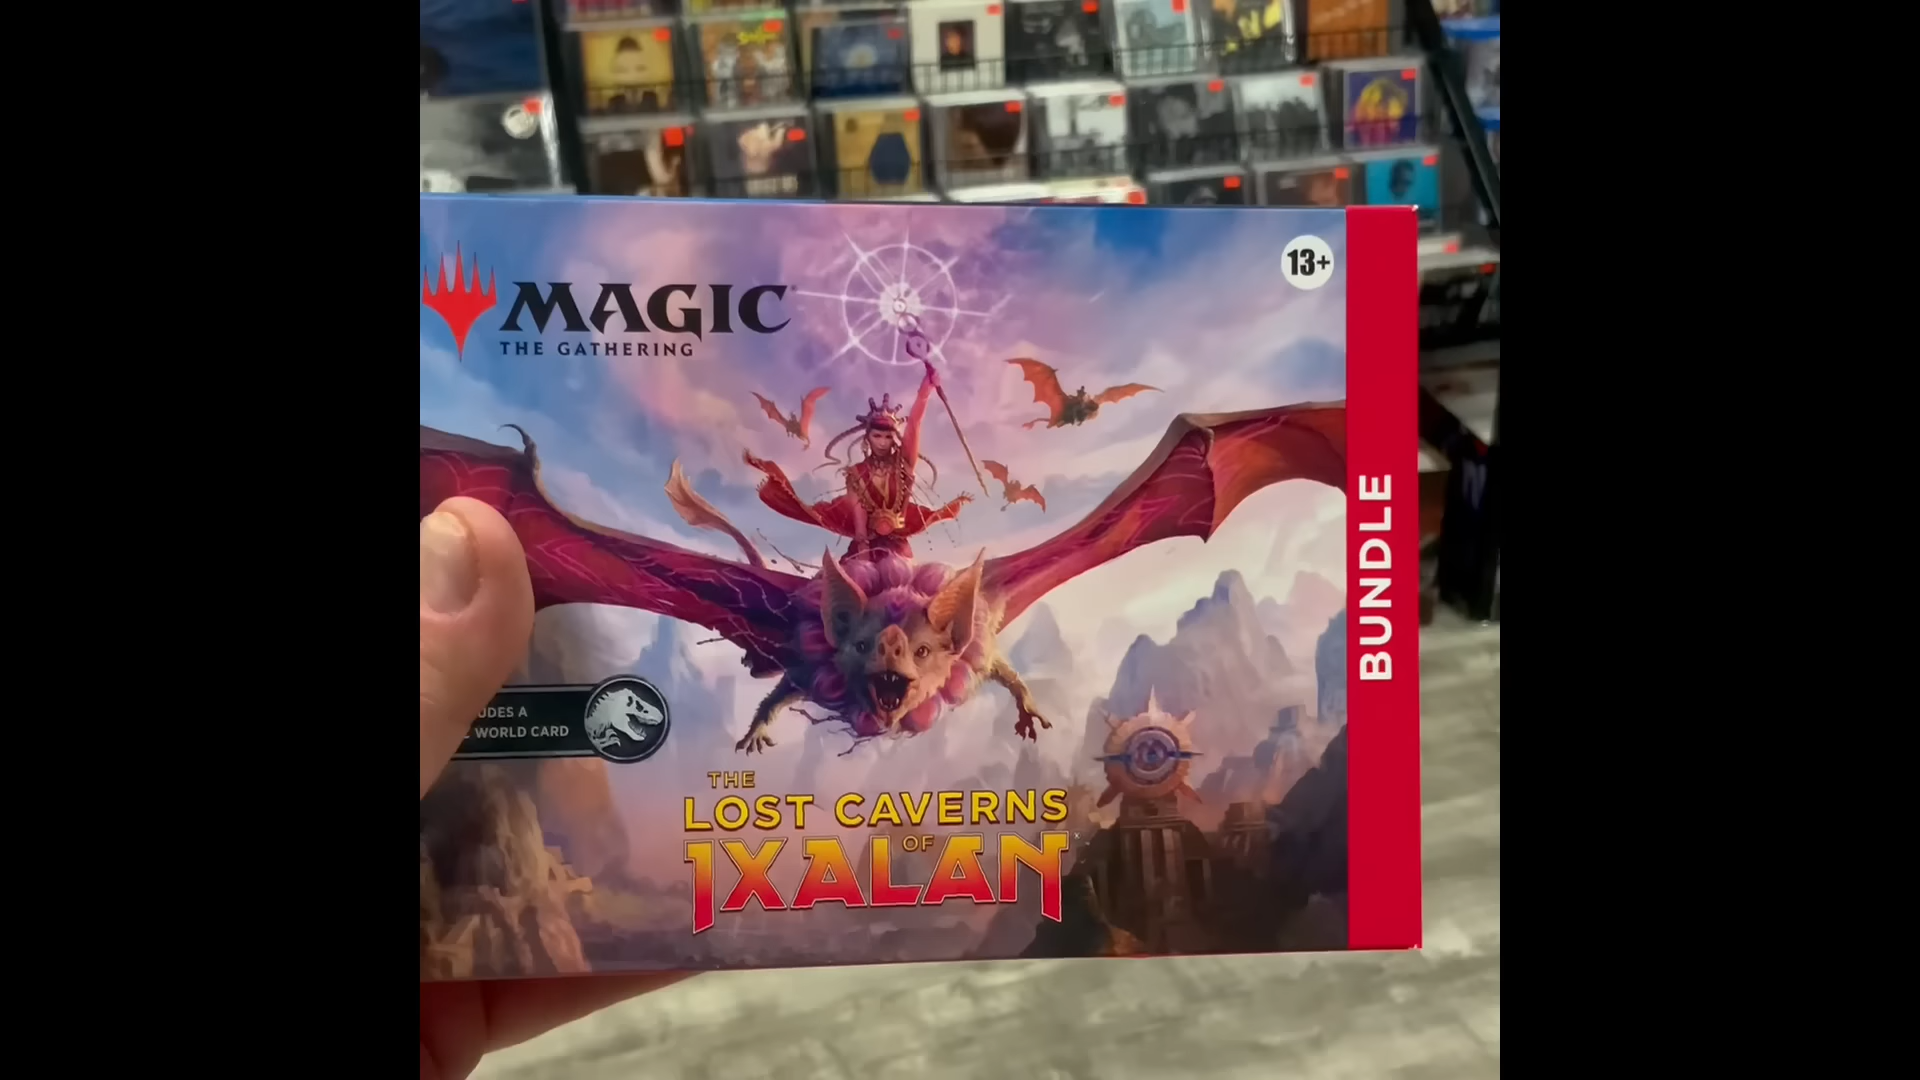 13+
MAGIC
THE GATHERING
BUNDLE
UDES A
WORLD CARD
THE
LOST CAVERNS
OF
IXALAN